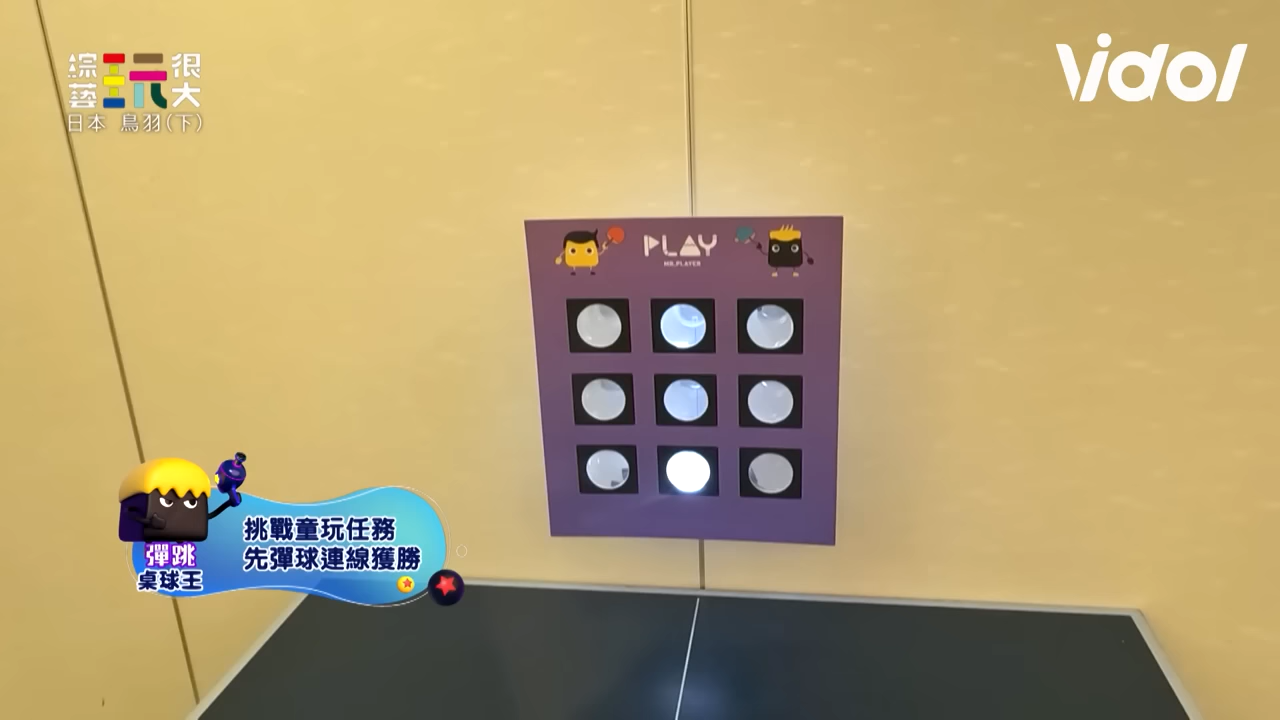 綜藝玩很大
日本 鳥羽(下)
Vidol
PLAY
MR.PLAYER
彈跳
桌球王
挑戰童玩任務
先彈球連線獲勝